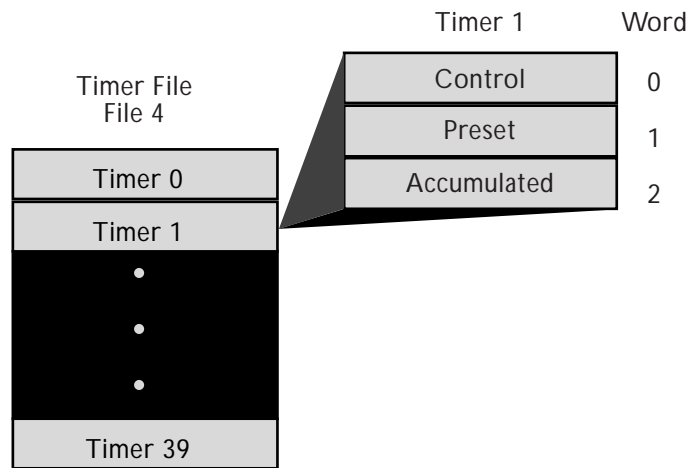 Timer 1 Word
Control 0
Preset 1
Accumulated 2
Timer File
File 4
Timer 0
Timer 1
Timer 39